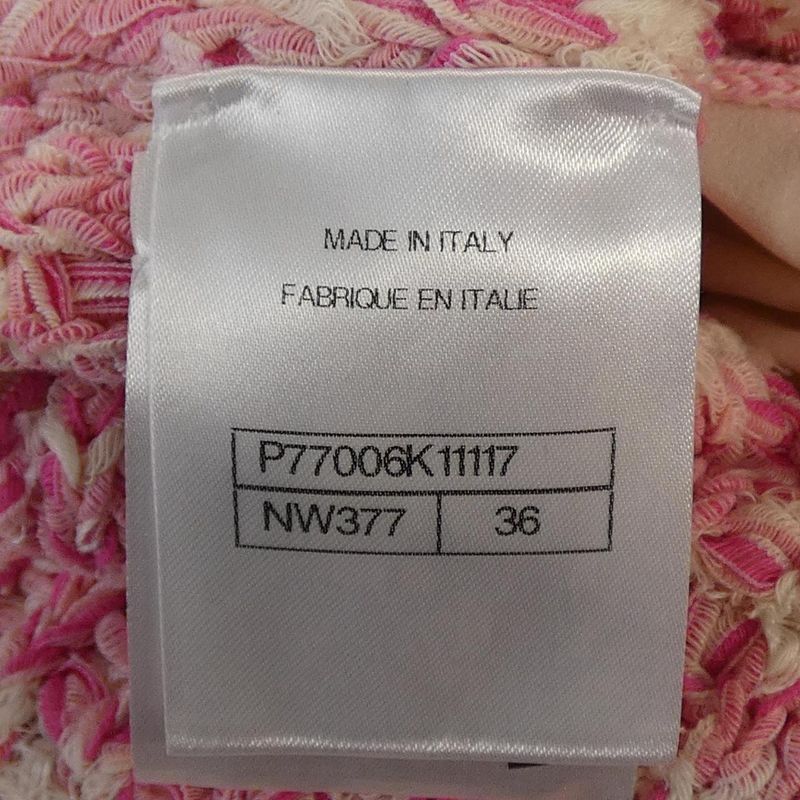 MADE IN ITALY
FABRIQUE EN ITALIE
P77006K11117
NW377 36